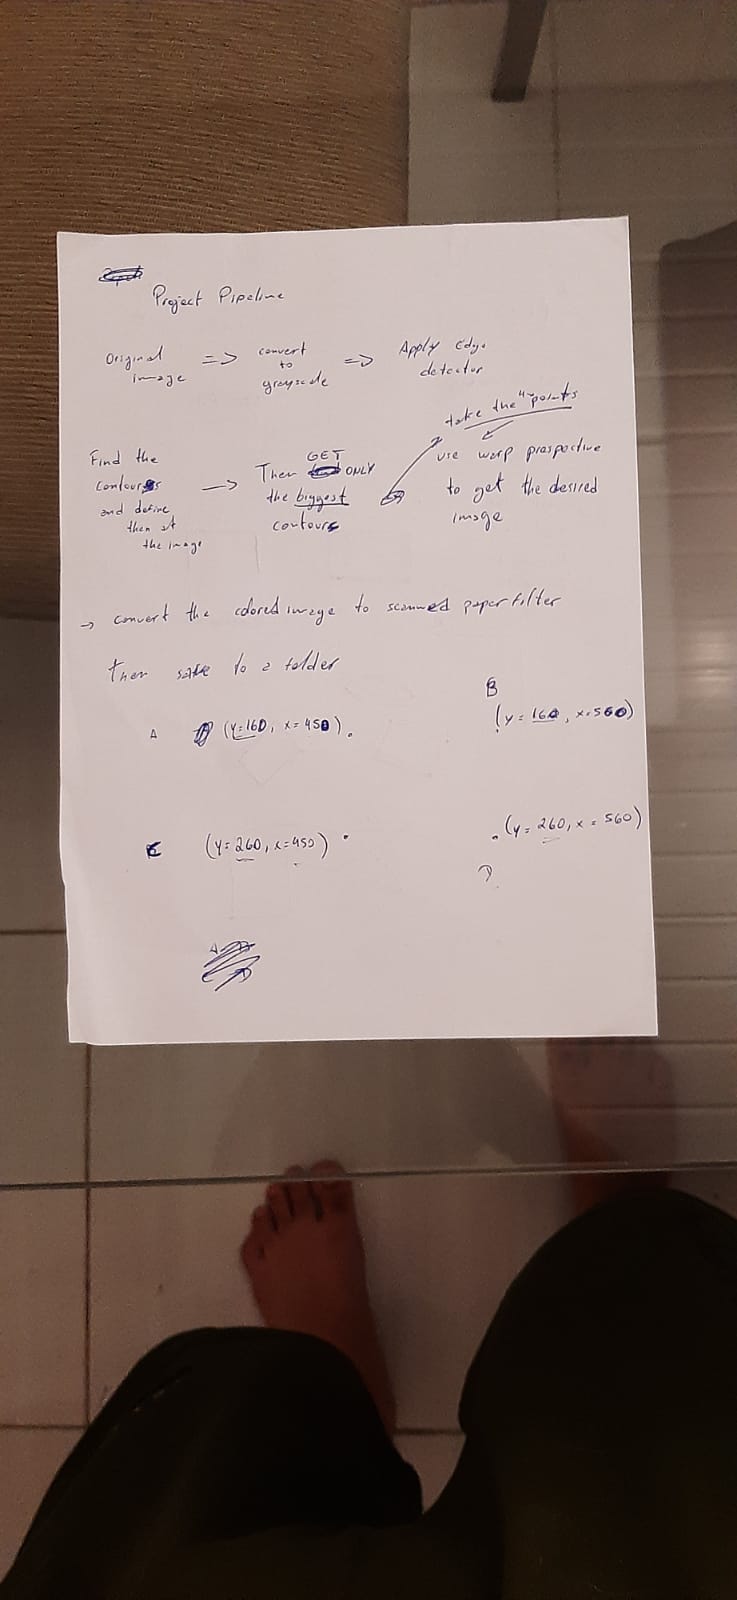 Project Pipeline
Original
image
=> convert
to
grayscale
=> Apply Edge
detector
Find the
contours
and define
then at
the image
→ Then GET ONLY
the biggest
contours
take the "4" points
use warp prespective
to get the desired
image
→ convert the colored image to scanned paper filter
Then save to a folder
A (y=160, x=450).
B
(y=160, x=560)
C (y=260, x=450) .
. (y=260, x=560)
D